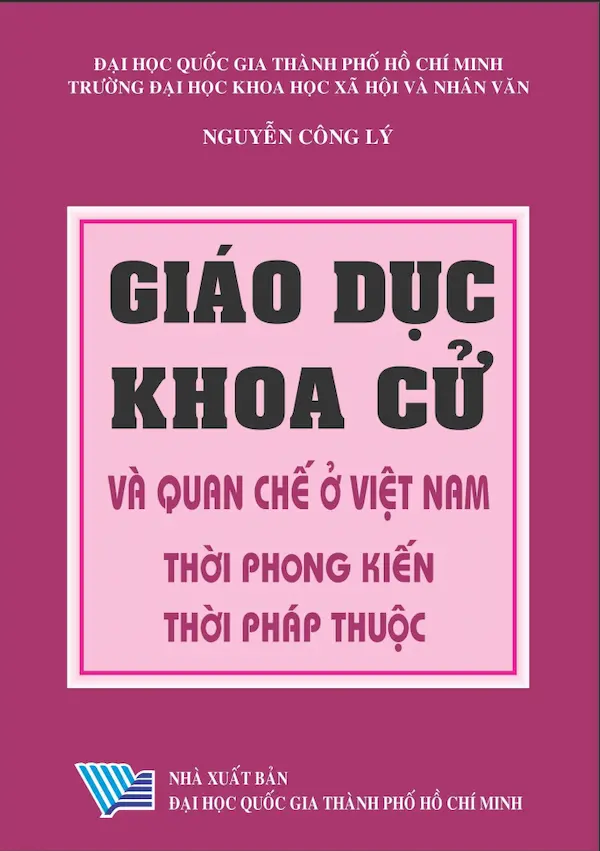 ĐẠI HỌC QUỐC GIA THÀNH PHỐ HỒ CHÍ MINH
TRƯỜNG ĐẠI HỌC KHOA HỌC XÃ HỘI VÀ NHÂN VĂN
NGUYỄN CÔNG LÝ
GIÁO DỤC
KHOA CỬ
VÀ QUAN CHẾ Ở VIỆT NAM
THỜI PHONG KIẾN
THỜI PHÁP THUỘC
NHÀ XUẤT BẢN
ĐẠI HỌC QUỐC GIA THÀNH PHỐ HỒ CHÍ MINH